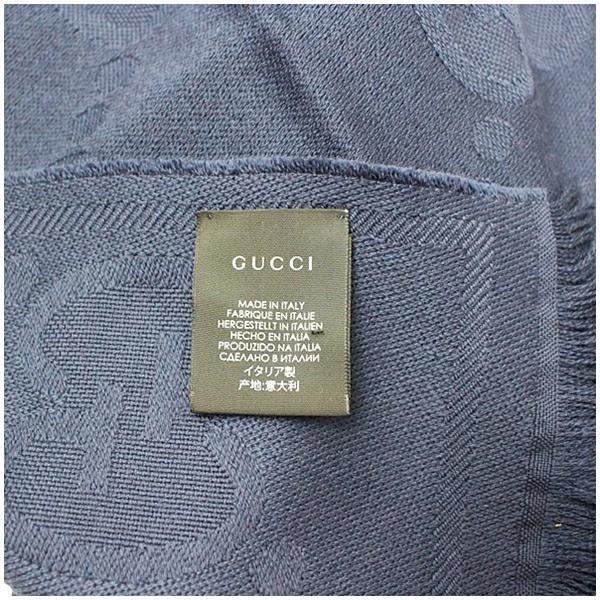 GUCCI
MADE IN ITALY
FABRIQUE EN ITALIE
HERGESTELLT IN ITALIEN
HECHO EN ITALIA
PRODUZIDO NA ITALIA
СДЕЛАНО В ИТАЛИИ
イタリア製
产地:意大利